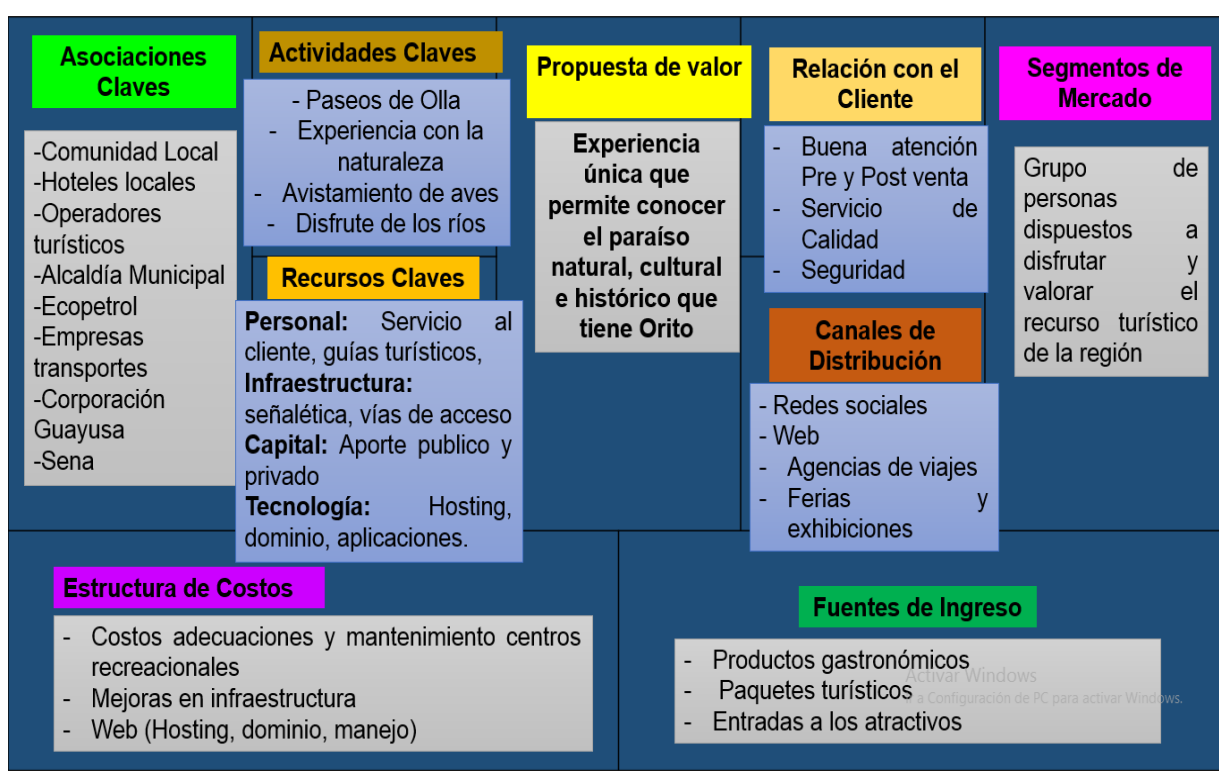 Asociaciones
Claves
-Comunidad Local
-Hoteles locales
-Operadores
turísticos
-Alcaldía Municipal
-Ecopetrol
-Empresas
transportes
-Corporación
Guayusa
-Sena
Actividades Claves
- Paseos de Olla
- Experiencia con la
naturaleza
- Avistamiento de aves
- Disfrute de los ríos
Recursos Claves
Personal: Servicio al
cliente, guías turísticos,
Infraestructura:
señalética, vías de acceso
Capital: Aporte publico y
privado
Tecnología: Hosting,
dominio, aplicaciones.
Propuesta de valor
Experiencia
única que
permite conocer
el paraíso
natural, cultural
e histórico que
tiene Orito
Relación con el
Cliente
- Buena atención
Pre y Post venta
- Servicio de
Calidad
- Seguridad
Canales de
Distribución
- Redes sociales
- Web
- Agencias de viajes
- Ferias y
exhibiciones
Segmentos de
Mercado
Grupo de
personas
dispuestos a
disfrutar y
valorar el
recurso turístico
de la región
Estructura de Costos
- Costos adecuaciones y mantenimiento centros
recreacionales
- Mejoras en infraestructura
- Web (Hosting, dominio, manejo)
Fuentes de Ingreso
- Productos gastronómicos
- Paquetes turísticos
- Entradas a los atractivos
Activar Windows
a Configuración de PC para activar Windows.